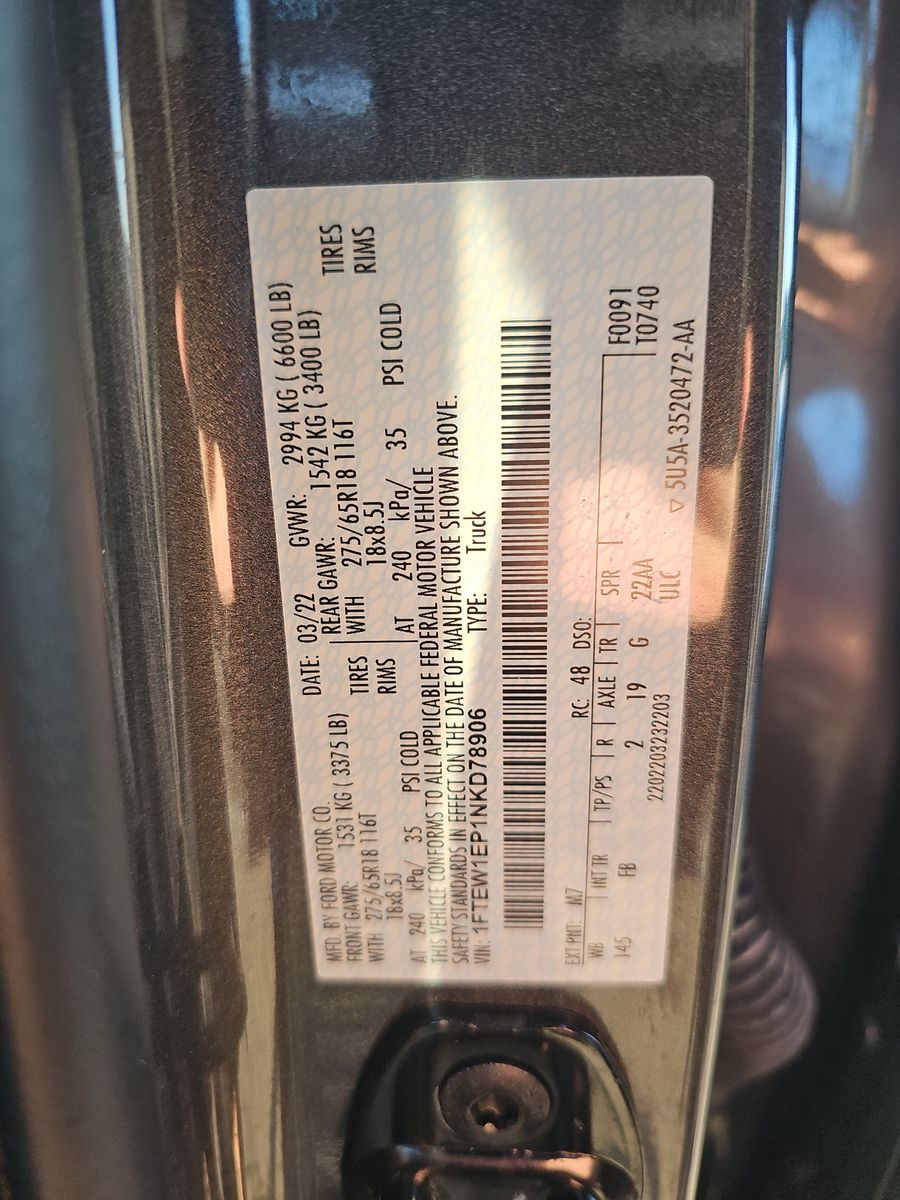 MFD. BY FORD MOTOR CO.
DATE: 03/22 GVWR: 2994 KG ( 6600 LB)
FRONT GAWR: 1531 KG ( 3375 LB)
REAR GAWR: 1542 KG ( 3400 LB)
WITH 275/65R18 116T TIRES
WITH 275/65R18 116T TIRES
18x8.5J RIMS
18x8.5J RIMS
AT 240 kPa/ 35 PSI COLD
AT 240 kPa/ 35 PSI COLD
THIS VEHICLE CONFORMS TO ALL APPLICABLE FEDERAL MOTOR VEHICLE
SAFETY STANDARDS IN EFFECT ON THE DATE OF MANUFACTURE SHOWN ABOVE.
VIN: 1FTEW1EP1NKD78906 TYPE: Truck
EXT PNT: N7 RC: 48 DSO:
WB INT TR TP/PS R AXLE TR SPR F0091
145 FB 2 19 G 22AA T0740
2202203232203 ULC
▽ 5U5A-3520472-AA